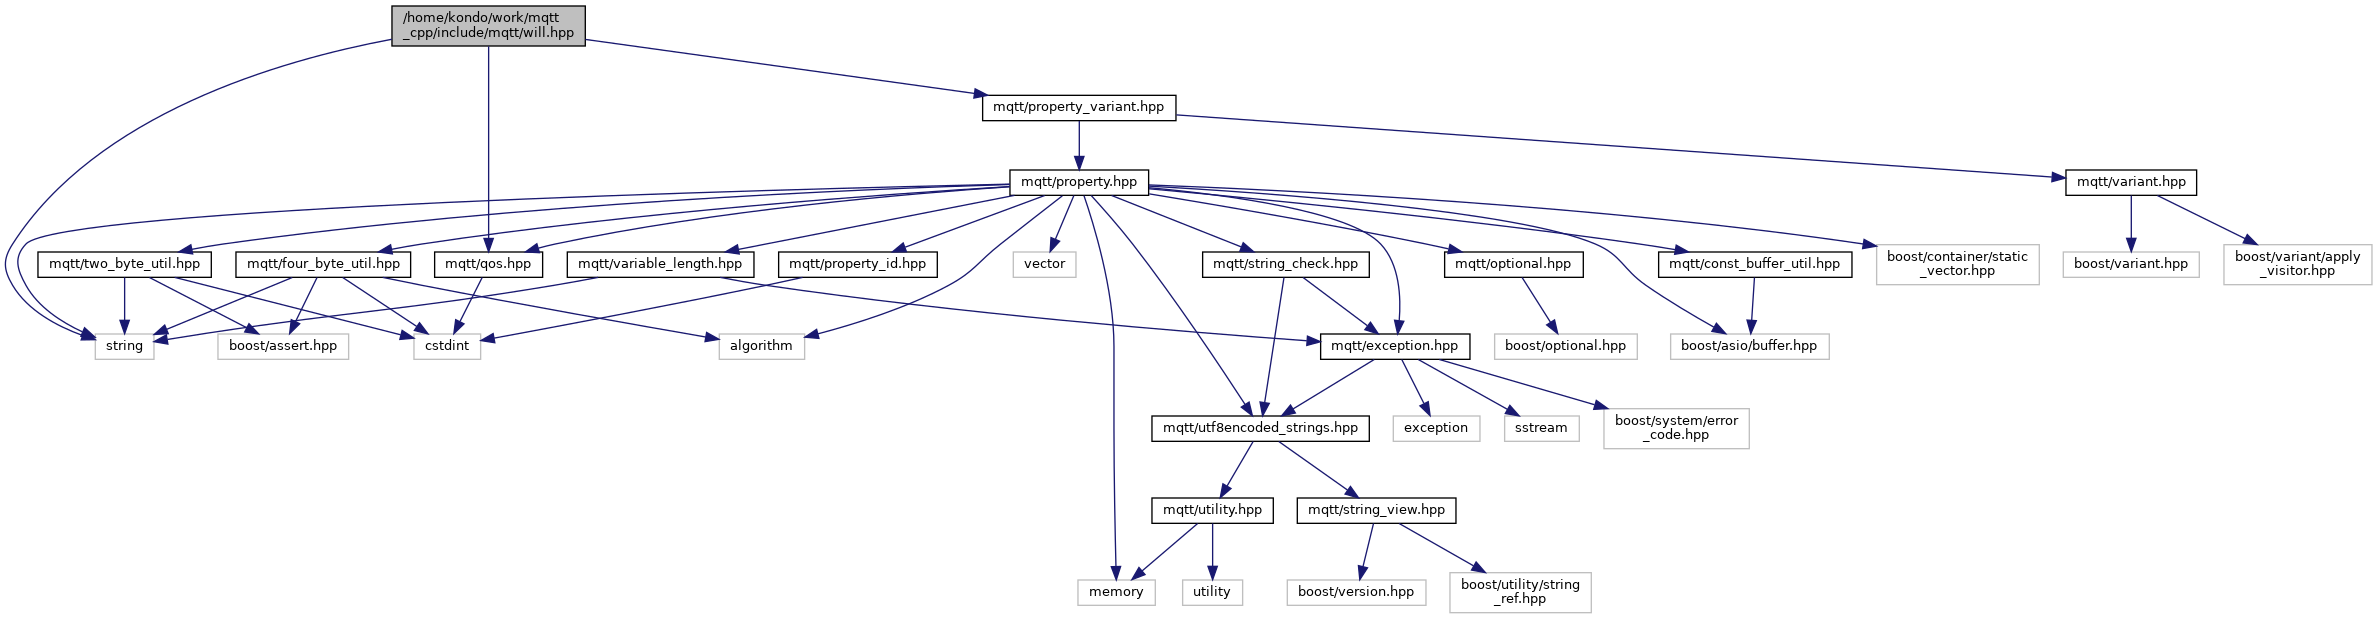 /home/kondo/work/mqtt
_cpp/include/mqtt/will.hpp
mqtt/property_variant.hpp
mqtt/property.hpp
mqtt/variant.hpp
mqtt/two_byte_util.hpp
mqtt/four_byte_util.hpp
mqtt/qos.hpp
mqtt/variable_length.hpp
mqtt/property_id.hpp
vector
mqtt/string_check.hpp
mqtt/optional.hpp
mqtt/const_buffer_util.hpp
boost/container/static
_vector.hpp
boost/variant.hpp
boost/variant/apply
_visitor.hpp
string
boost/assert.hpp
cstdint
algorithm
mqtt/exception.hpp
boost/optional.hpp
boost/asio/buffer.hpp
mqtt/utf8encoded_strings.hpp
exception
sstream
boost/system/error
_code.hpp
mqtt/utility.hpp
mqtt/string_view.hpp
memory
utility
boost/version.hpp
boost/utility/string
_ref.hpp